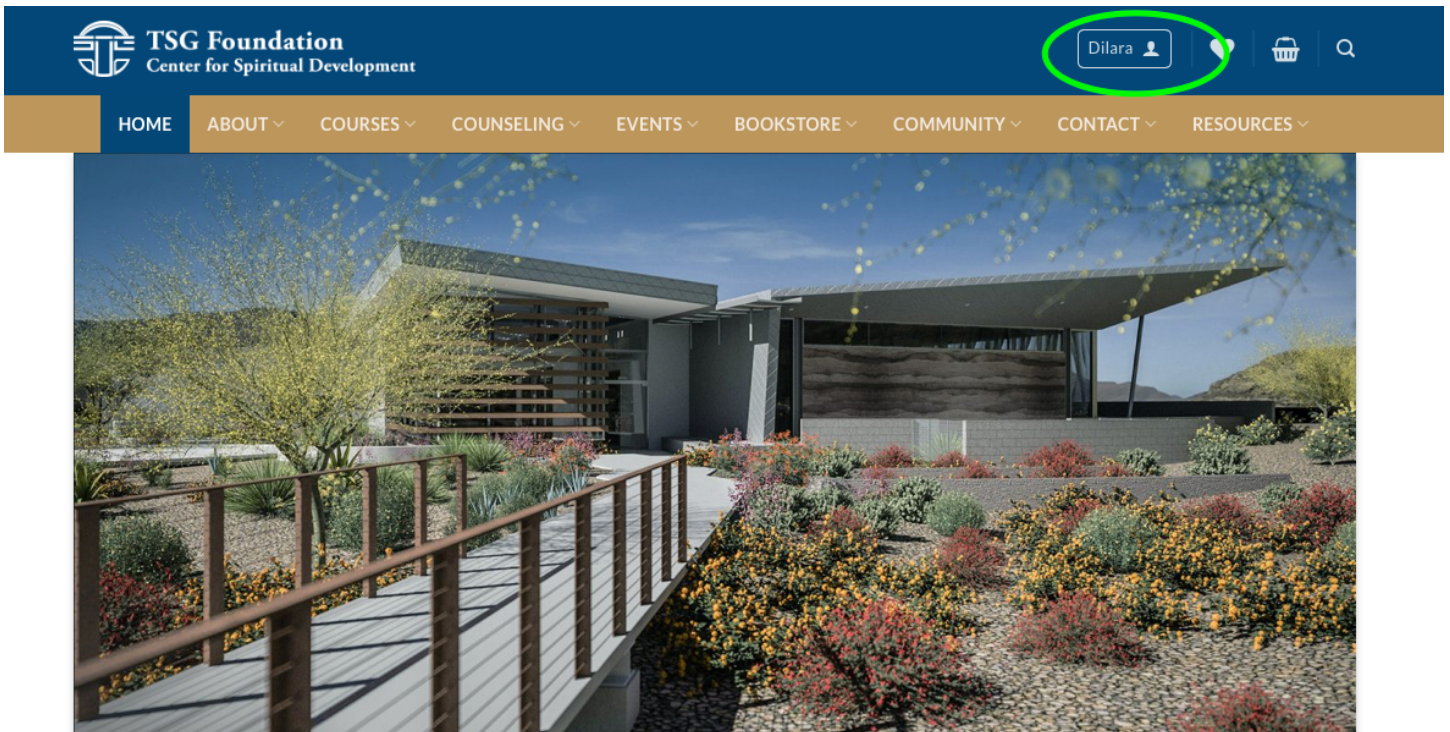 TSG Foundation
Center for Spiritual Development
Dilara
HOME ABOUT COURSES COUNSELING EVENTS BOOKSTORE COMMUNITY CONTACT RESOURCES